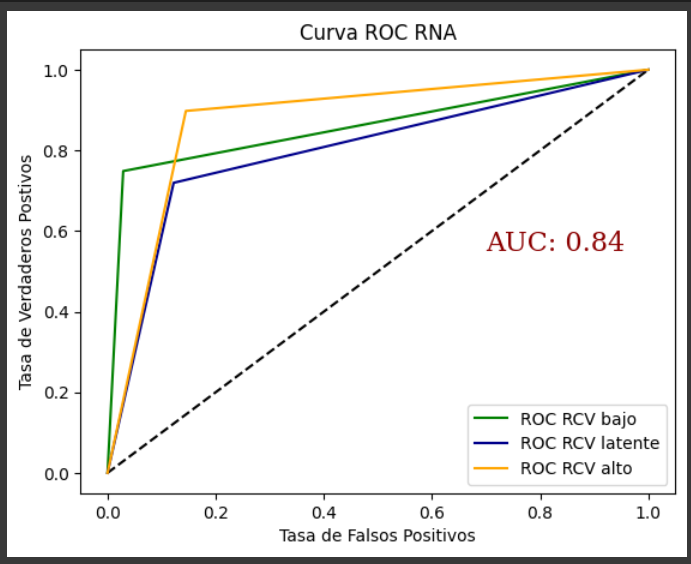 Curva ROC RNA
1.0
0.8
0.6
0.4
0.2
0.0
Tasa de Verdaderos Postivos
AUC: 0.84
ROC RCV bajo
ROC RCV latente
ROC RCV alto
0.0 0.2 0.4 0.6 0.8 1.0
Tasa de Falsos Positivos